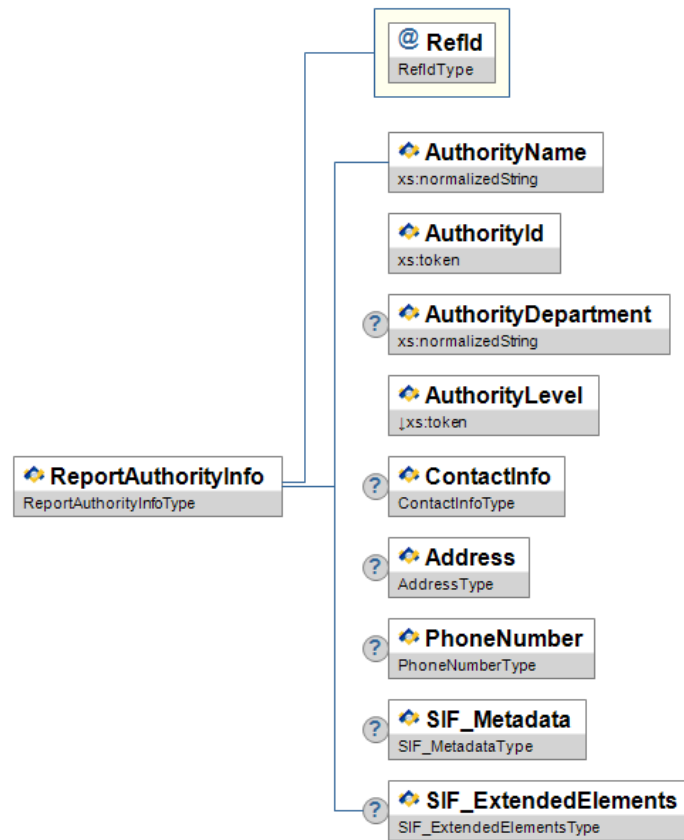 @ RefId
RefIdType
AuthorityName
xs:normalizedString
AuthorityId
xs:token
? AuthorityDepartment
xs:normalizedString
AuthorityLevel
↓xs:token
ReportAuthorityInfo
ReportAuthorityInfoType
? ContactInfo
ContactInfoType
? Address
AddressType
? PhoneNumber
PhoneNumberType
? SIF_Metadata
SIF_MetadataType
? SIF_ExtendedElements
SIF_ExtendedElementsType